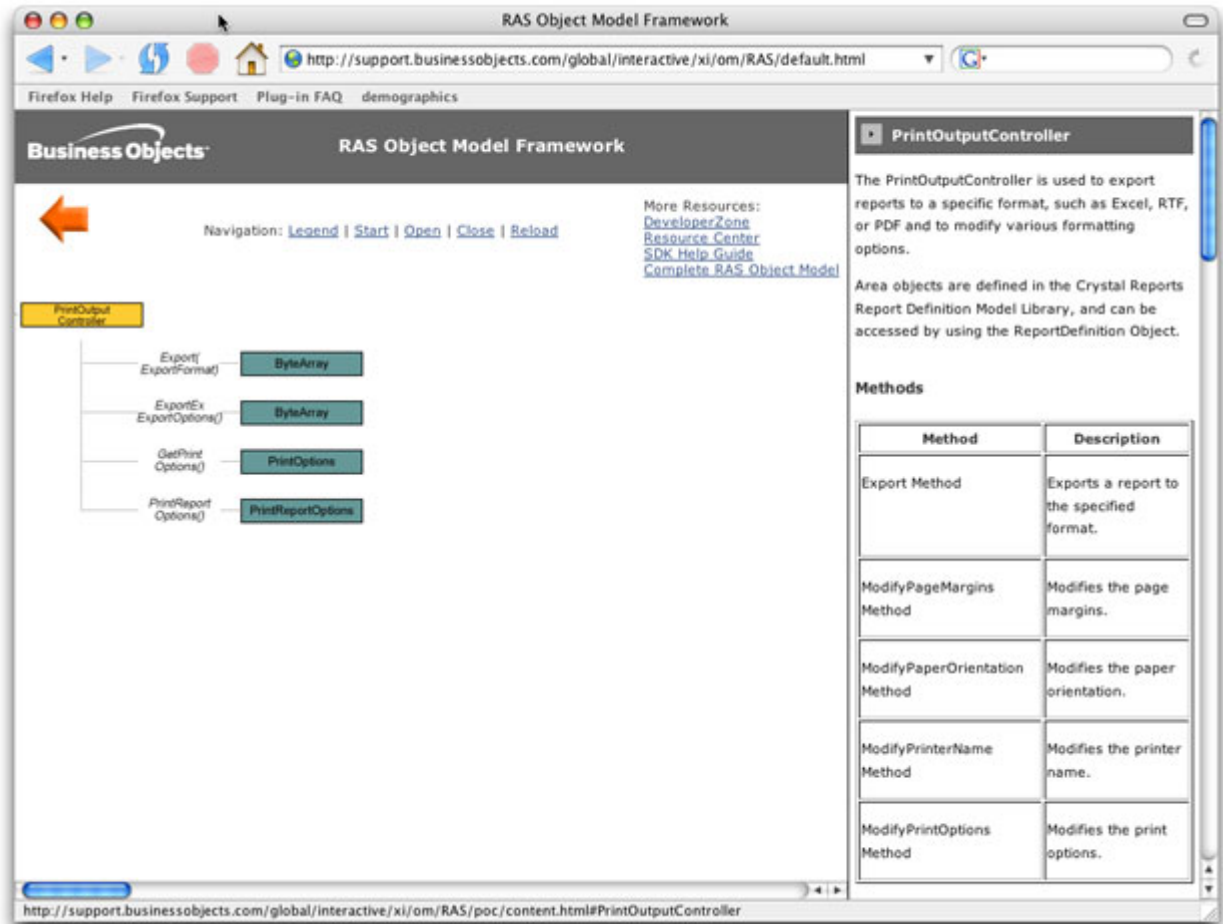 RAS Object Model Framework
http://support.businessobjects.com/global/interactive/xi/om/RAS/default.html
G
Firefox Help Firefox Support Plug-in FAQ demographics
Business Objects
RAS Object Model Framework
Navigation: Legend | Start | Open | Close | Reload
More Resources:
DeveloperZone
Resource Center
SDK Help Guide
Complete RAS Object Model
PrintOutput
Controller
Export(
ExportFormat)
ByteArray
ExportEx
ExportOptions()
ByteArray
GetPrint
Options()
PrintOptions
PrintReport
Options()
PrintReportOptions
PrintOutputController
The PrintOutputController is used to export
reports to a specific format, such as Excel, RTF,
or PDF and to modify various formatting
options.
Area objects are defined in the Crystal Reports
Report Definition Model Library, and can be
accessed by using the ReportDefinition Object.
Methods
Method Description
Export Method
Exports a report to
the specified
format.
ModifyPageMargins
Method
Modifies the page
margins.
ModifyPaperOrientation
Method
Modifies the paper
orientation.
ModifyPrinterName
Method
Modifies the printer
name.
ModifyPrintOptions
Method
Modifies the print
options.
http://support.businessobjects.com/global/interactive/xi/om/RAS/poc/content.html#PrintOutputController